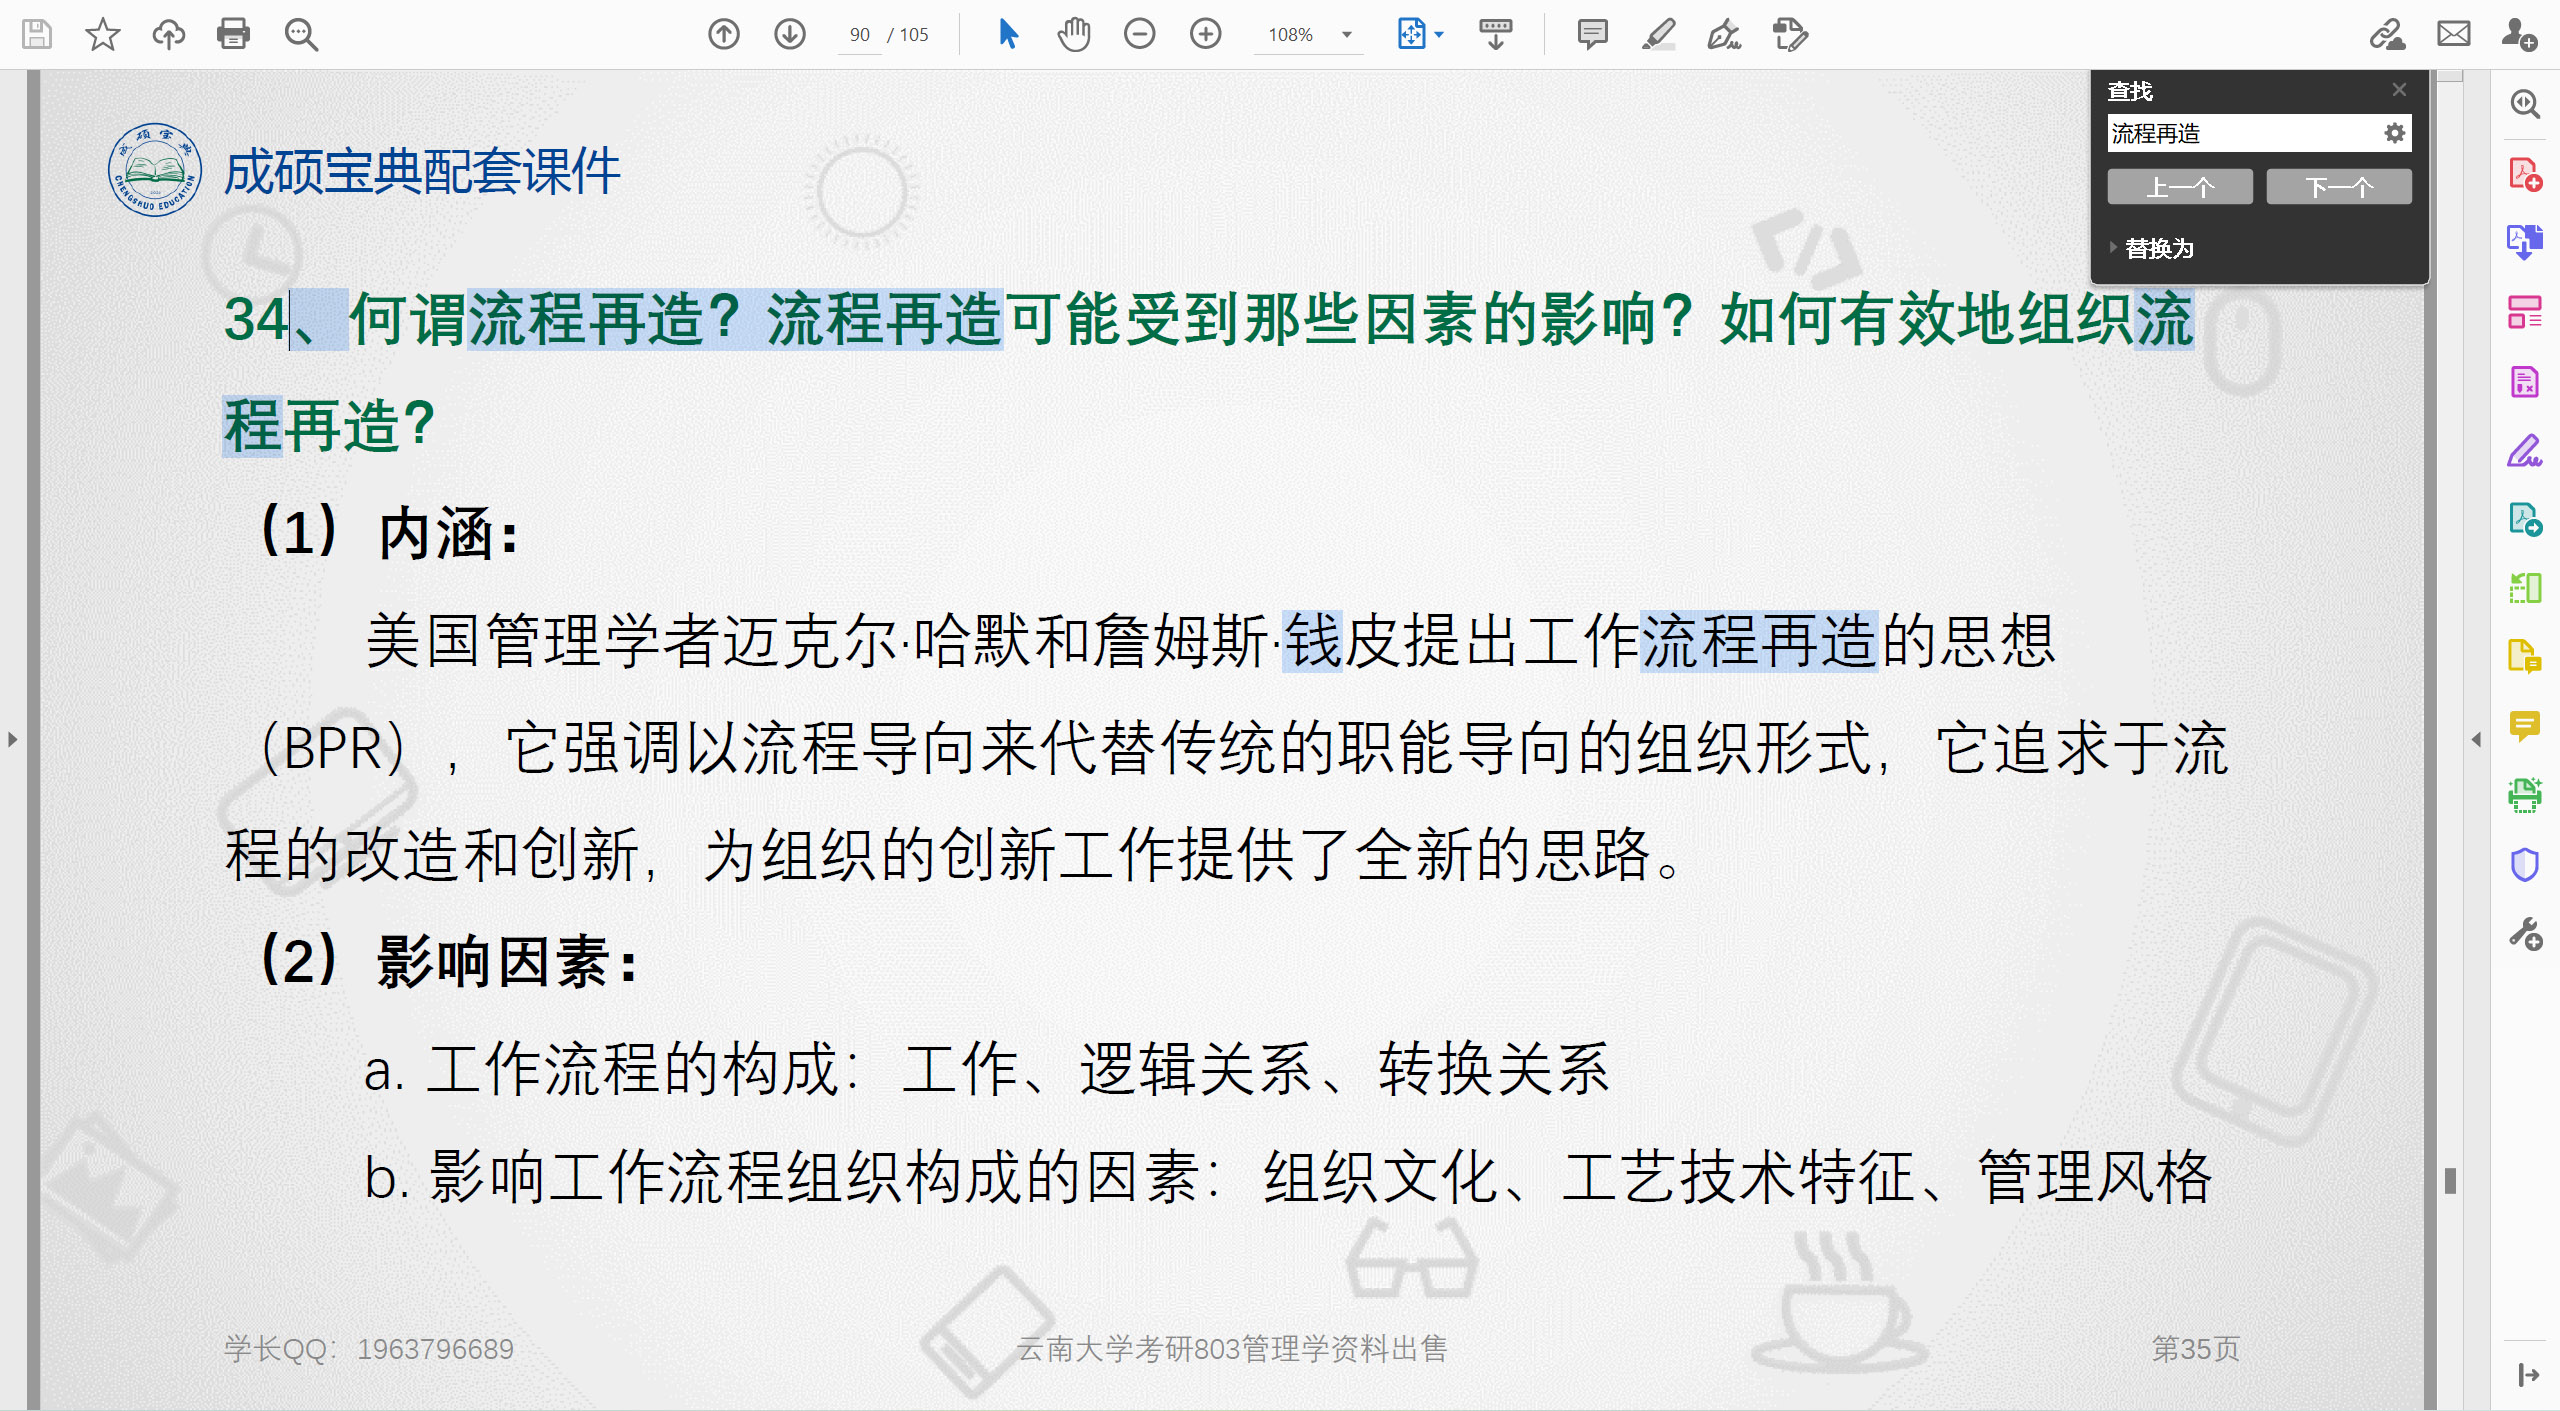 90 / 105
108%
查找
流程再造
上一个 下一个
替换为
硕宝
成典
CHENGSHUO EDUCATION
成硕宝典配套课件
34、何谓流程再造？流程再造可能受到那些因素的影响？如何有效地组织流
程再造？
（1）内涵：
美国管理学者迈克尔·哈默和詹姆斯·钱皮提出工作流程再造的思想
（BPR），它强调以流程导向来代替传统的职能导向的组织形式，它追求于流
程的改造和创新，为组织的创新工作提供了全新的思路。
（2）影响因素：
a. 工作流程的构成：工作、逻辑关系、转换关系
b. 影响工作流程组织构成的因素：组织文化、工艺技术特征、管理风格
学长QQ：1963796689
云南大学考研803管理学资料出售
第35页